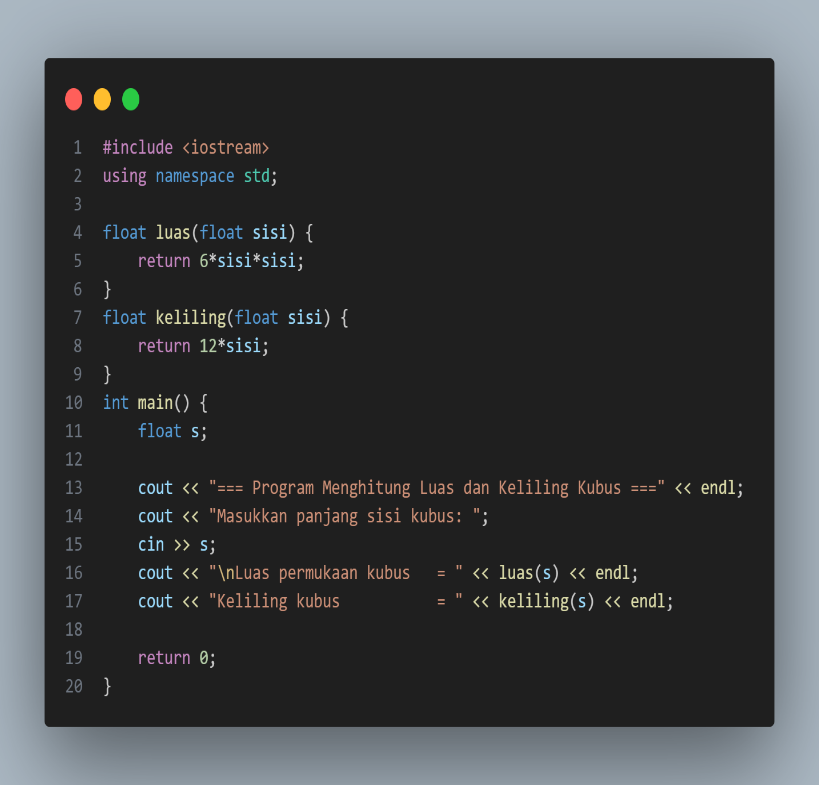 1 #include <iostream>
2 using namespace std;
3
4 float luas(float sisi) {
5     return 6*sisi*sisi;
6 }
7 float keliling(float sisi) {
8     return 12*sisi;
9 }
10 int main() {
11     float s;
12
13     cout << "=== Program Menghitung Luas dan Keliling Kubus ===" << endl;
14     cout << "Masukkan panjang sisi kubus: ";
15     cin >> s;
16     cout << "\nLuas permukaan kubus   = " << luas(s) << endl;
17     cout << "Keliling kubus           = " << keliling(s) << endl;
18
19     return 0;
20 }